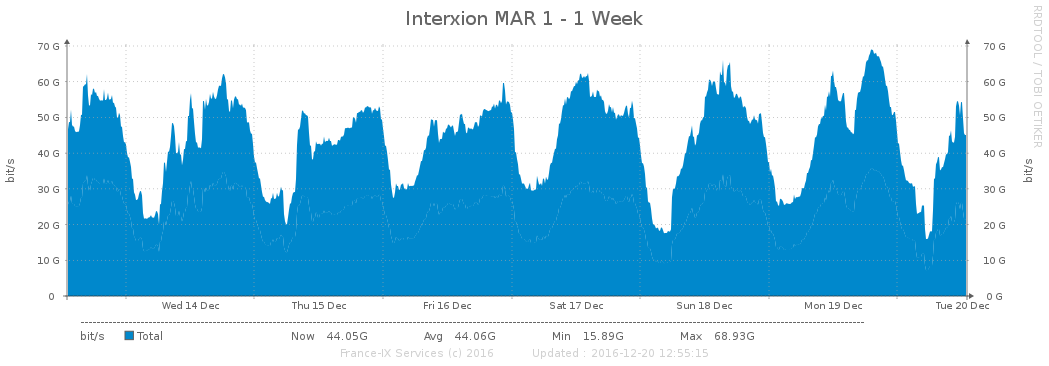 Interxion MAR 1 - 1 Week
RRDTOOL / TOBI OETIKER
70 G 70 G
60 G 60 G
50 G 50 G
40 G 40 G
bit/s bit/s
30 G 30 G
20 G 20 G
10 G 10 G
0 0 G
Wed 14 Dec Thu 15 Dec Fri 16 Dec Sat 17 Dec Sun 18 Dec Mon 19 Dec Tue 20 Dec
bit/s Total Now 44.05G Avg 44.06G Min 15.89G Max 68.93G
France-IX Services (c) 2016 Updated : 2016-12-20 12:55:15